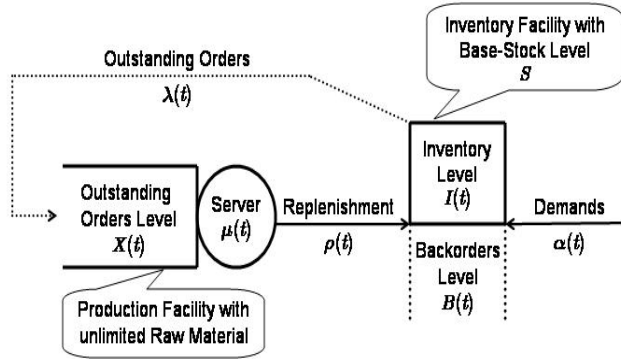 Inventory Facility with
Base-Stock Level
S
Outstanding Orders
λ(t)
Outstanding
Orders Level
X(t)
Server
μ(t)
Replenishment
ρ(t)
Inventory
Level
I(t)
Demands
α(t)
Backorders
Level
B(t)
Production Facility with
unlimited Raw Material